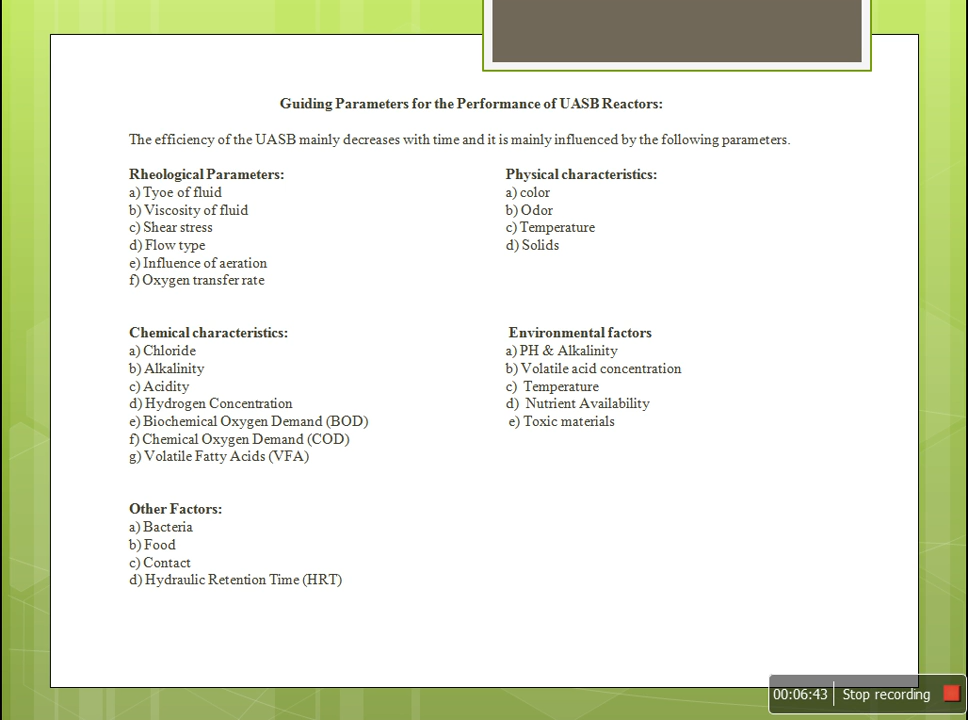 Guiding Parameters for the Performance of UASB Reactors:
The efficiency of the UASB mainly decreases with time and it is mainly influenced by the following parameters.
Rheological Parameters:
a) Tyoe of fluid
b) Viscosity of fluid
c) Shear stress
d) Flow type
e) Influence of aeration
f) Oxygen transfer rate
Physical characteristics:
a) color
b) Odor
c) Temperature
d) Solids
Chemical characteristics:
a) Chloride
b) Alkalinity
c) Acidity
d) Hydrogen Concentration
e) Biochemical Oxygen Demand (BOD)
f) Chemical Oxygen Demand (COD)
g) Volatile Fatty Acids (VFA)
Environmental factors
a) PH & Alkalinity
b) Volatile acid concentration
c) Temperature
d) Nutrient Availability
e) Toxic materials
Other Factors:
a) Bacteria
b) Food
c) Contact
d) Hydraulic Retention Time (HRT)
00:06:43 Stop recording